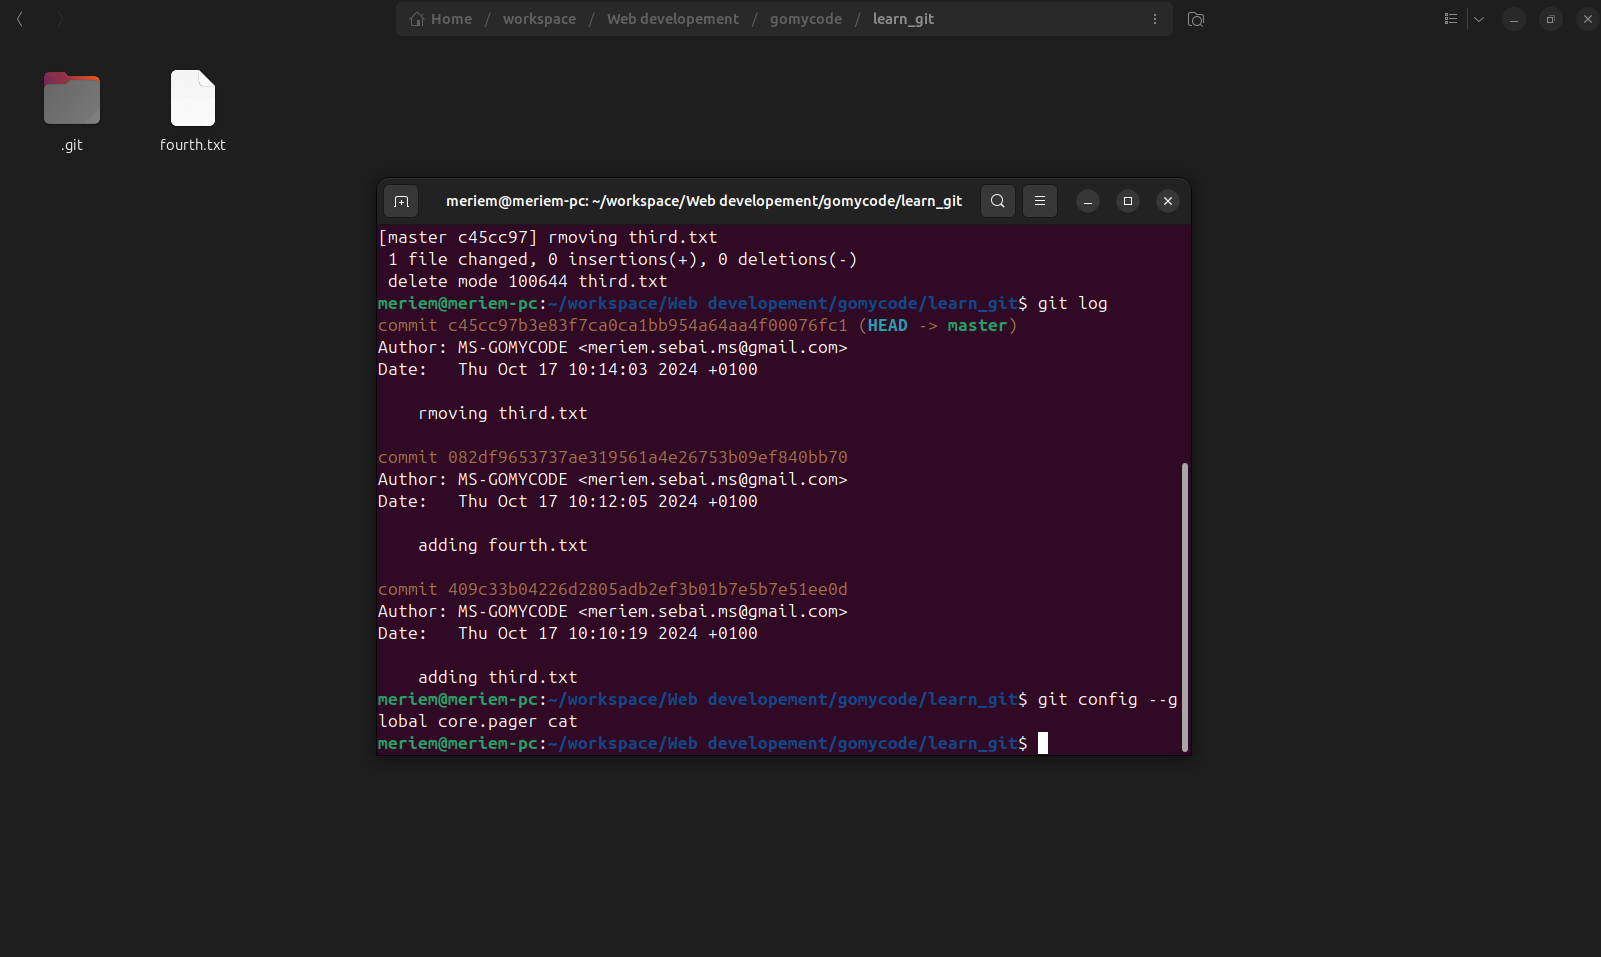 Home / workspace / Web developement / gomycode / learn_git
.git
fourth.txt
meriem@meriem-pc: ~/workspace/Web developement/gomycode/learn_git
[master c45cc97] rmoving third.txt
 1 file changed, 0 insertions(+), 0 deletions(-)
 delete mode 100644 third.txt
meriem@meriem-pc:~/workspace/Web developement/gomycode/learn_git$ git log
commit c45cc97b3e83f7ca0ca1bb954a64aa4f00076fc1 (HEAD -> master)
Author: MS-GOMYCODE <meriem.sebai.ms@gmail.com>
Date:   Thu Oct 17 10:14:03 2024 +0100
    rmoving third.txt
commit 082df9653737ae319561a4e26753b09ef840bb70
Author: MS-GOMYCODE <meriem.sebai.ms@gmail.com>
Date:   Thu Oct 17 10:12:05 2024 +0100
    adding fourth.txt
commit 409c33b04226d2805adb2ef3b01b7e5b7e51ee0d
Author: MS-GOMYCODE <meriem.sebai.ms@gmail.com>
Date:   Thu Oct 17 10:10:19 2024 +0100
    adding third.txt
meriem@meriem-pc:~/workspace/Web developement/gomycode/learn_git$ git config --g
lobal core.pager cat
meriem@meriem-pc:~/workspace/Web developement/gomycode/learn_git$